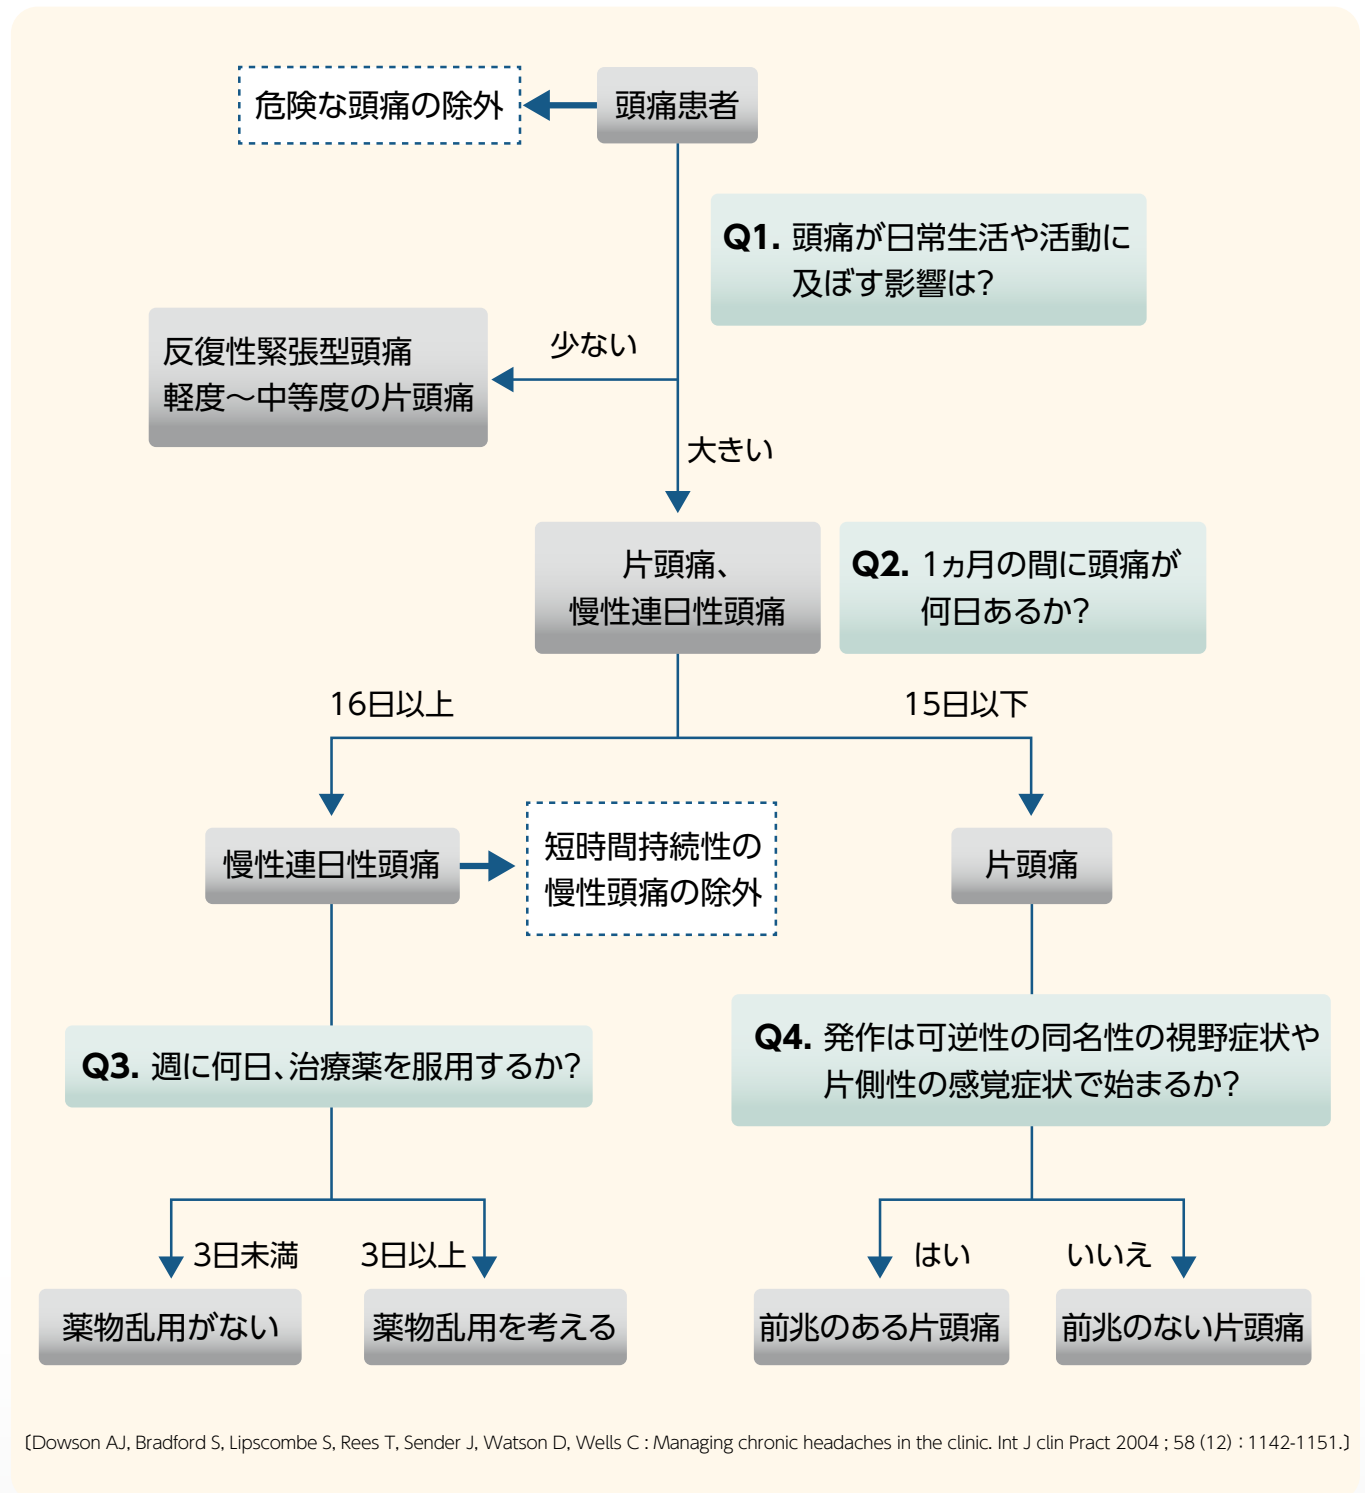 危険な頭痛の除外
頭痛患者
Q1. 頭痛が日常生活や活動に
及ぼす影響は?
少ない
反復性緊張型頭痛
軽度～中等度の片頭痛
大きい
片頭痛、
慢性連日性頭痛
Q2. 1ヵ月の間に頭痛が
何日あるか?
16日以上
15日以下
慢性連日性頭痛
短時間持続性の
慢性頭痛の除外
片頭痛
Q3. 週に何日、治療薬を服用するか?
Q4. 発作は可逆性の同名性の視野症状や
片側性の感覚症状で始まるか?
3日未満
3日以上
はい
いいえ
薬物乱用がない
薬物乱用を考える
前兆のある片頭痛
前兆のない片頭痛
〔Dowson AJ, Bradford S, Lipscombe S, Rees T, Sender J, Watson D, Wells C : Managing chronic headaches in the clinic. Int J clin Pract 2004 ; 58 (12) : 1142-1151.〕